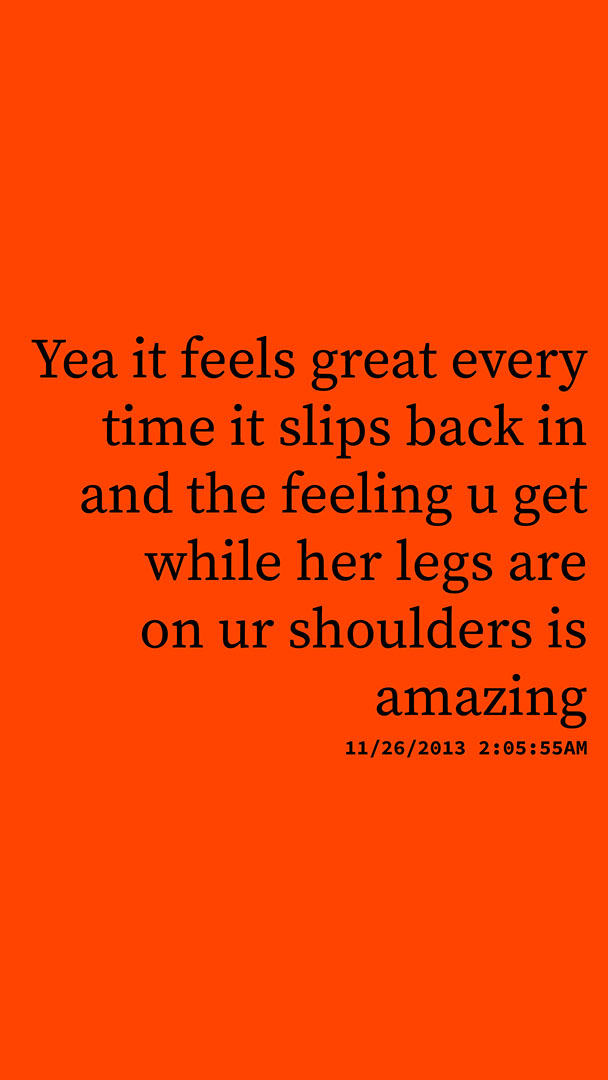 Yea it feels great every
time it slips back in
and the feeling u get
while her legs are
on ur shoulders is
amazing
11/26/2013 2:05:55AM